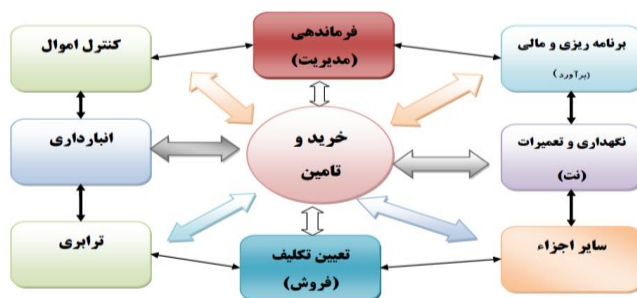 برنامه ریزی و مالی
(برآورد)
فرماندهی
(مدیریت)
کنترل اموال
نگهداری و تعمیرات
(نت)
خرید و
تامین
انبارداری
سایر اجزاء
تعیین تکلیف
(فروش)
ترابری